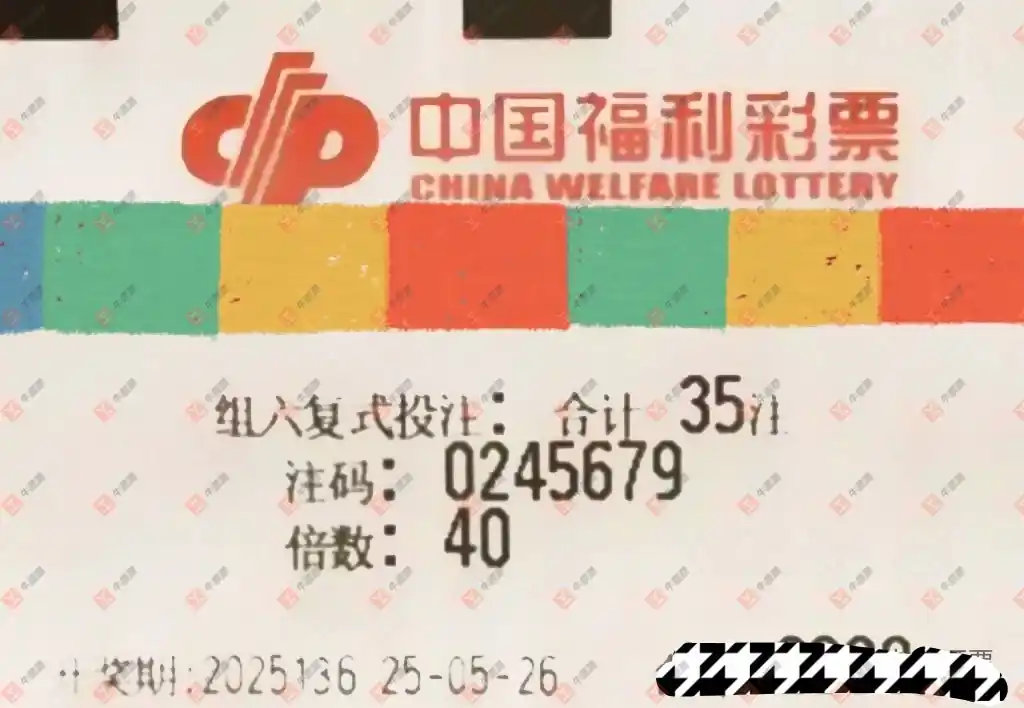 中国福利彩票
CHINA WELFARE LOTTERY
组六复式投注： 合计 35注
注码：0245679
倍数：40
奖期:2025136 25-05-26
票